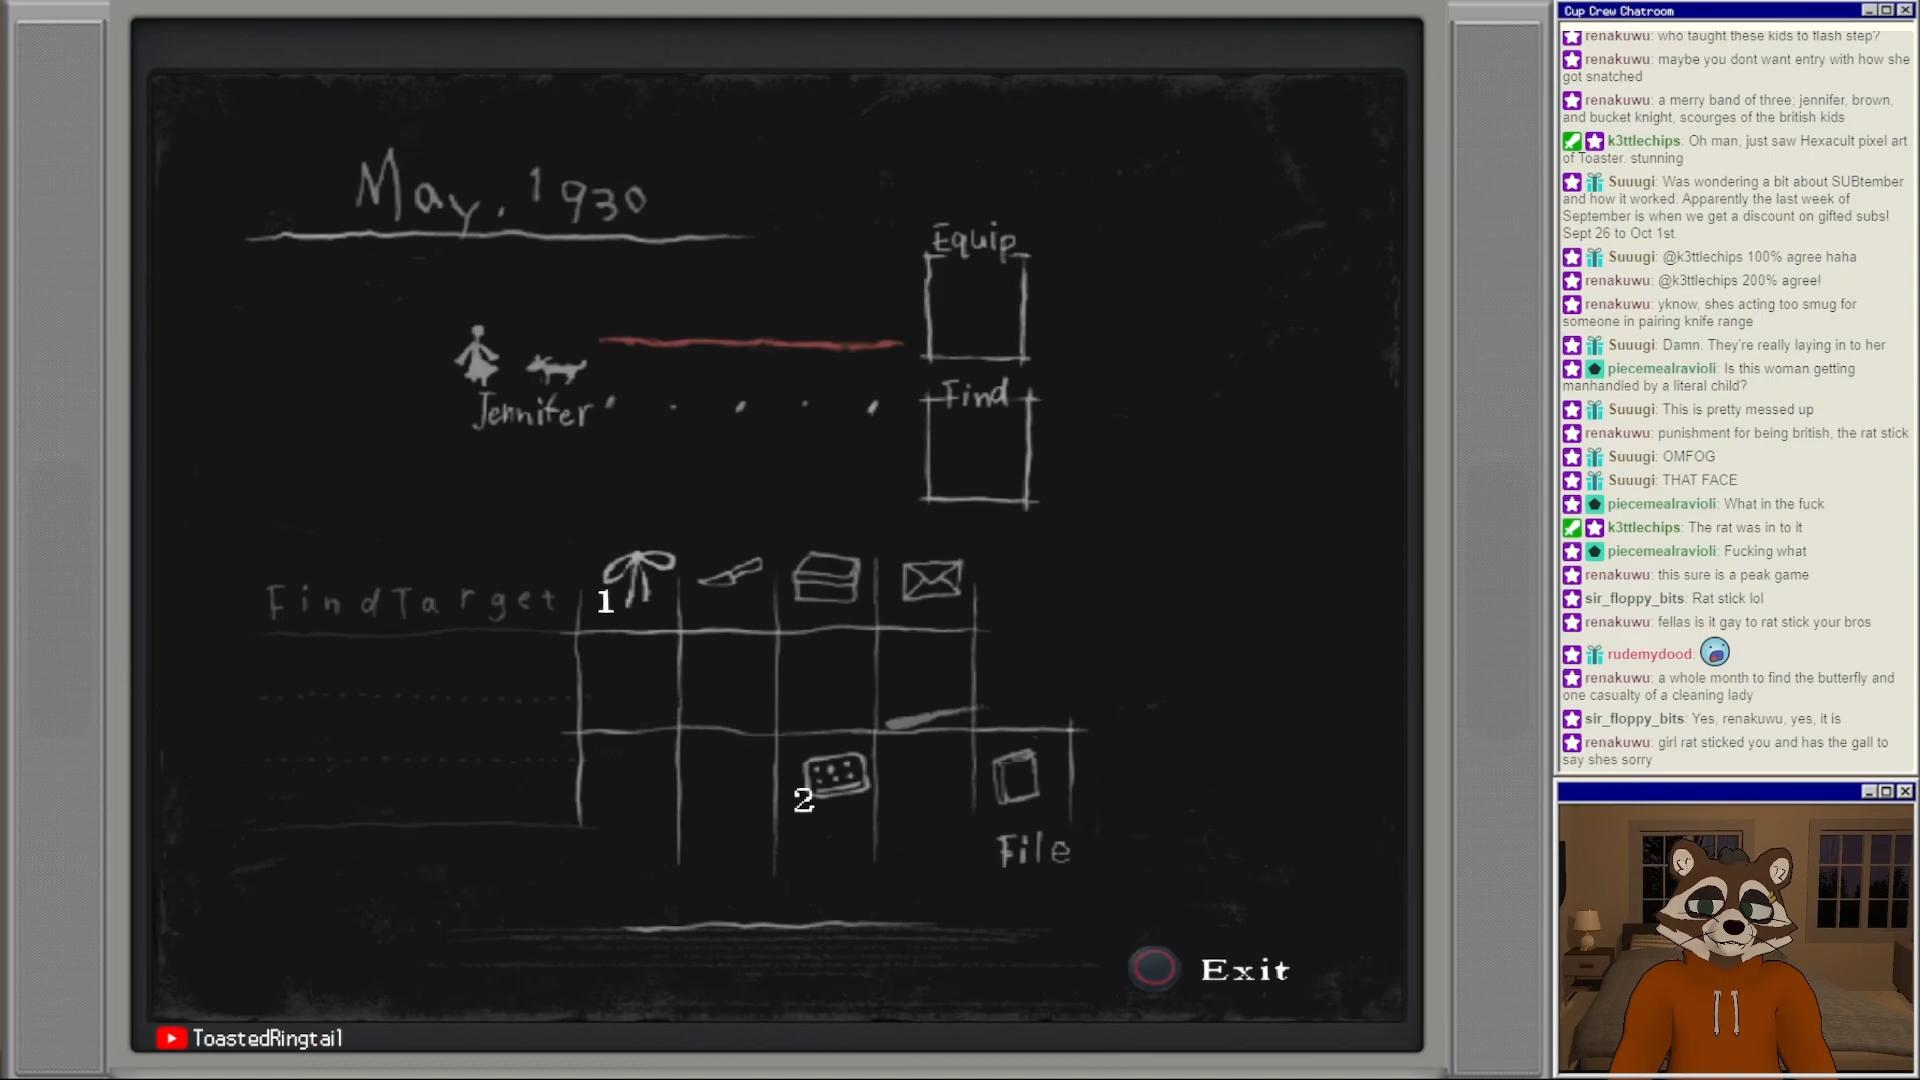 May, 1930
Equip
Jennifer
Find
FindTarget
1
2
File
Exit
ToastedRingtail
Cup Crew Chatroom
renakuwu: who taught these kids to flash step?
renakuwu: maybe you dont want entry with how she
got snatched
renakuwu: a merry band of three; jennifer, brown,
and bucket knight, scourges of the british kids
k3ttlechips: Oh man, just saw Hexacult pixel art
of Toaster. stunning
Suuugi: Was wondering a bit about SUBtember
and how it worked. Apparently the last week of
September is when we get a discount on gifted subs!
Sept 26 to Oct 1st.
Suuugi: @k3ttlechips 100% agree haha
renakuwu: @k3ttlechips 200% agree!
renakuwu: yknow, shes acting too smug for
someone in pairing knife range
Suuugi: Damn. They're really laying in to her
piecemealravioli: Is this woman getting
manhandled by a literal child?
Suuugi: This is pretty messed up
renakuwu: punishment for being british, the rat stick
Suuugi: OMFOG
Suuugi: THAT FACE
piecemealravioli: What in the fuck
k3ttlechips: The rat was in to it
piecemealravioli: Fucking what
renakuwu: this sure is a peak game
sir_floppy_bits: Rat stick lol
renakuwu: fellas is it gay to rat stick your bros
rudemydood:
renakuwu: a whole month to find the butterfly and
one casualty of a cleaning lady
sir_floppy_bits: Yes, renakuwu, yes, it is
renakuwu: girl rat sticked you and has the gall to
say shes sorry